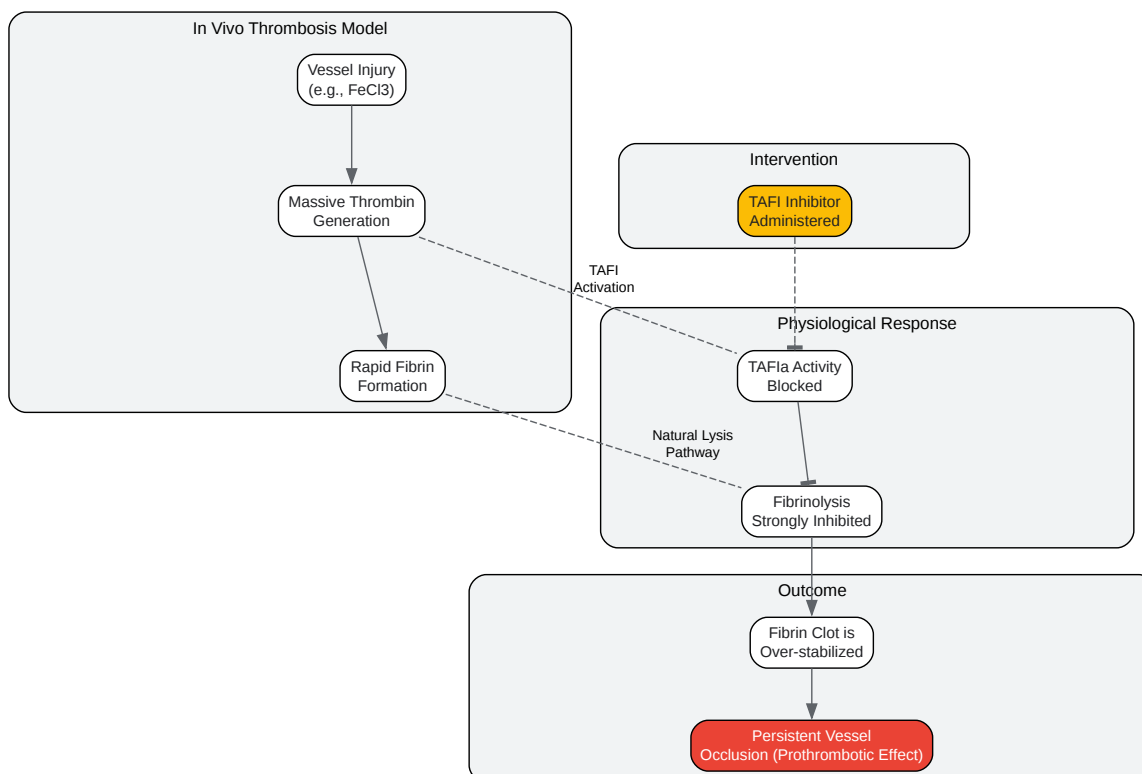 In Vivo Thrombosis Model
Vessel Injury
(e.g., FeCl3)
Massive Thrombin
Generation
Rapid Fibrin
Formation
Intervention
TAFI Inhibitor
Administered
TAFI
Activation
Physiological Response
TAFIa Activity
Blocked
Natural Lysis
Pathway
Fibrinolysis
Strongly Inhibited
Outcome
Fibrin Clot is
Over-stabilized
Persistent Vessel
Occlusion (Prothrombotic Effect)